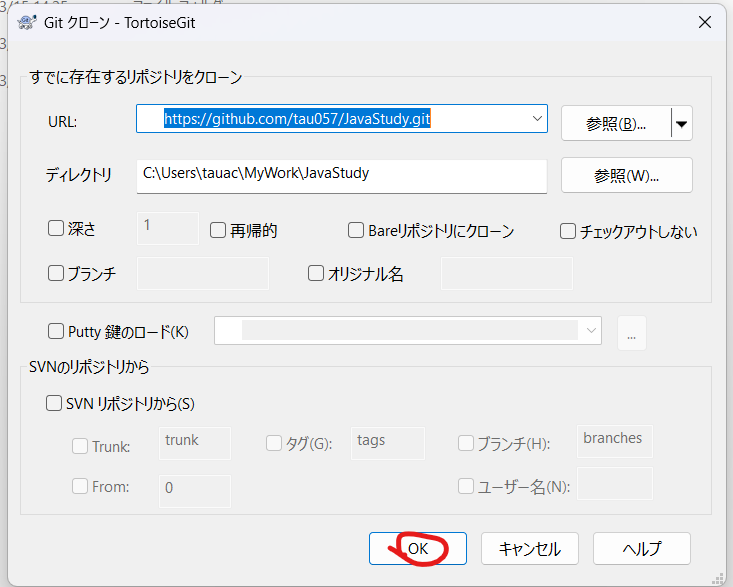 Git クローン - TortoiseGit
すでに存在するリポジトリをクローン
URL: https://github.com/tau057/JavaStudy.git 参照(B)...
ディレクトリ C:\Users\tauac\MyWork\JavaStudy 参照(W)...
深さ 1 再帰的 Bareリポジトリにクローン チェックアウトしない
ブランチ オリジナル名
Putty 鍵のロード(K) ...
SVNのリポジトリから
SVN リポジトリから(S)
Trunk: trunk タグ(G): tags ブランチ(H): branches
From: 0 ユーザー名(N):
OK キャンセル ヘルプ